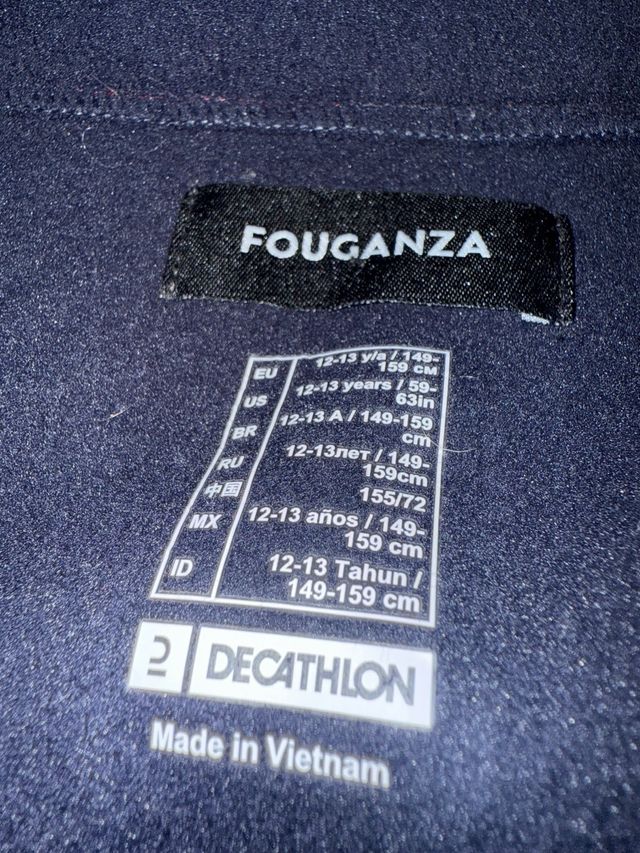 FOUGANZA
EU 12-13 y/a / 149-
159 см
US 12-13 years / 59-
63in
BR 12-13 A / 149-159
cm
RU 12-13лет / 149-
159cm
中国 155/72
MX 12-13 años / 149-
159 cm
ID 12-13 Tahun /
149-159 cm
DECATHLON
Made in Vietnam